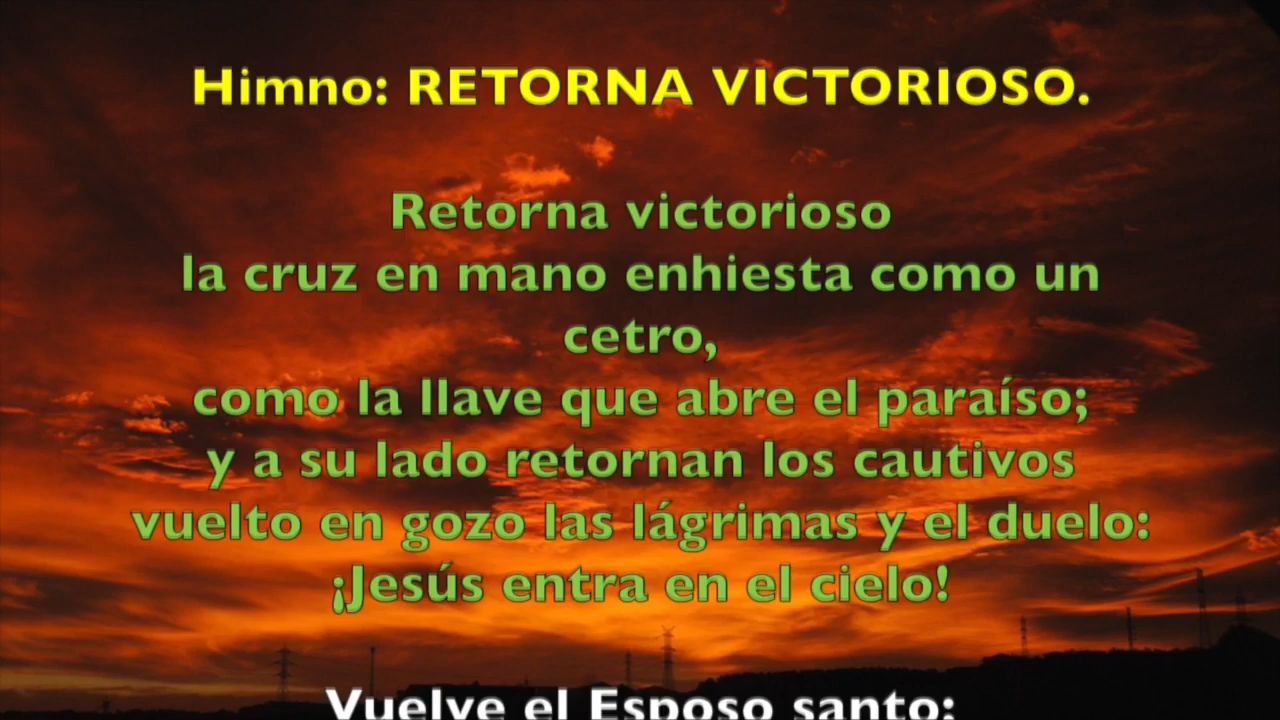 Himno: RETORNA VICTORIOSO.
Retorna victorioso
la cruz en mano enhiesta como un
cetro,
como la llave que abre el paraíso;
y a su lado retornan los cautivos
vuelto en gozo las lágrimas y el duelo:
¡Jesús entra en el cielo!
Vuelve el Esposo santo: